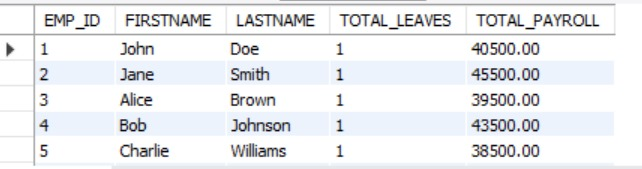 EMP_ID FIRSTNAME LASTNAME TOTAL_LEAVES TOTAL_PAYROLL
1 John Doe 1 40500.00
2 Jane Smith 1 45500.00
3 Alice Brown 1 39500.00
4 Bob Johnson 1 43500.00
5 Charlie Williams 1 38500.00